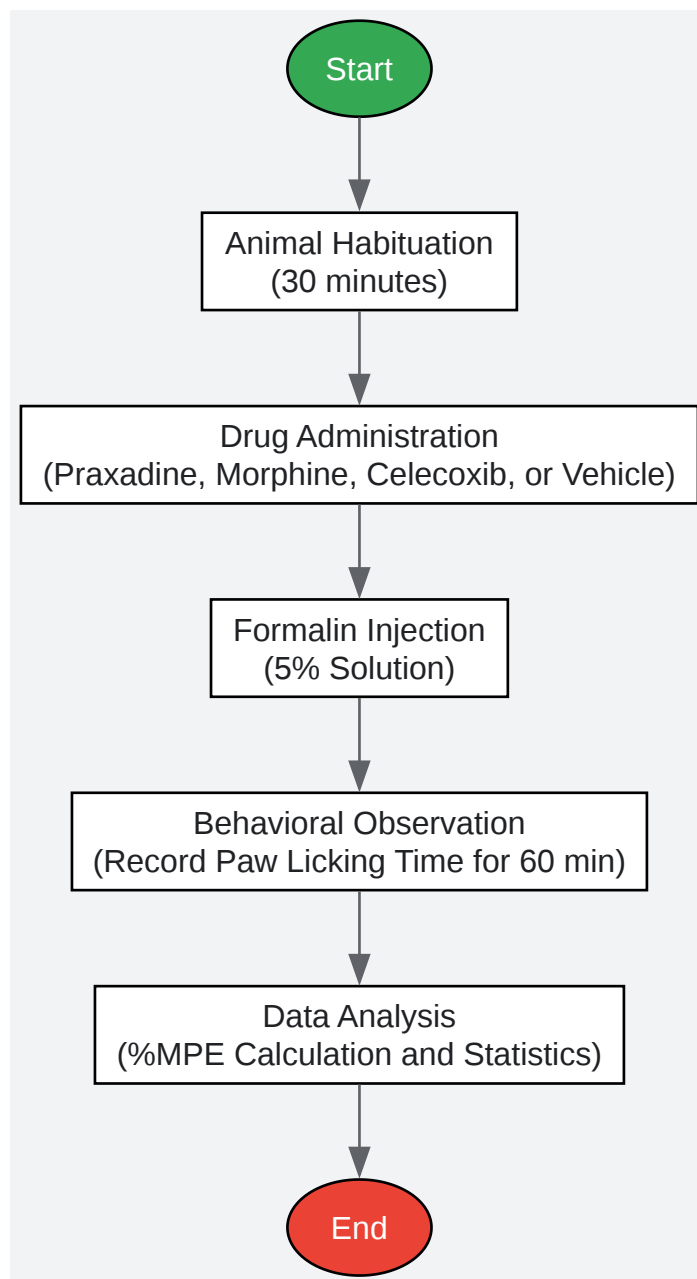 Start
Animal Habituation
(30 minutes)
Drug Administration
(Praxadine, Morphine, Celecoxib, or Vehicle)
Formalin Injection
(5% Solution)
Behavioral Observation
(Record Paw Licking Time for 60 min)
Data Analysis
(%MPE Calculation and Statistics)
End